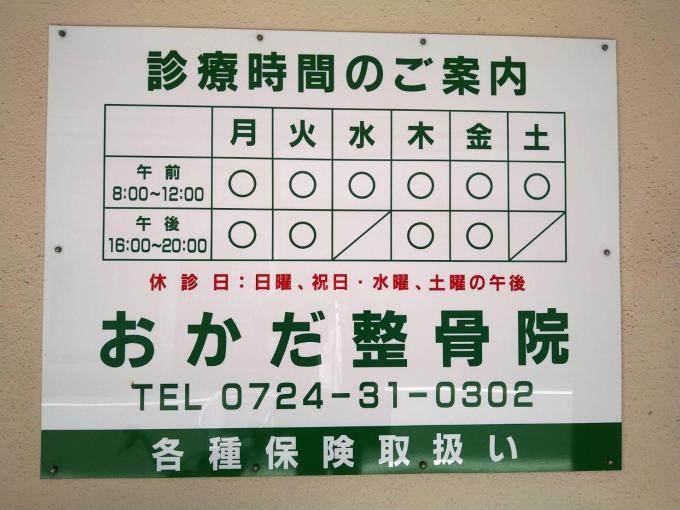 診療時間のご案内
月 火 水 木 金 土
午前 8:00～12:00 ○ ○ ○ ○ ○ ○
午後 16:00～20:00 ○ ○ ／ ○ ○ ／
休診日：日曜、祝日・水曜、土曜の午後
おかだ整骨院
TEL 0724-31-0302
各種保険取扱い